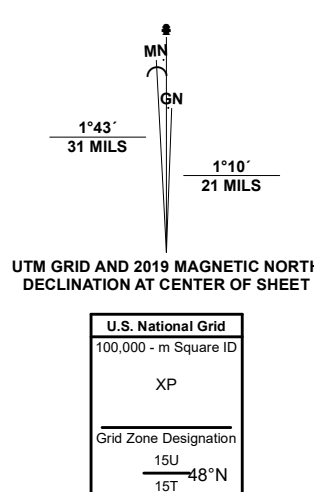 MN
GN
1°43´
31 MILS
1°10´
21 MILS
UTM GRID AND 2019 MAGNETIC NORTH
DECLINATION AT CENTER OF SHEET
U.S. National Grid
100,000 - m Square ID
XP
Grid Zone Designation
15U
48°N
15T